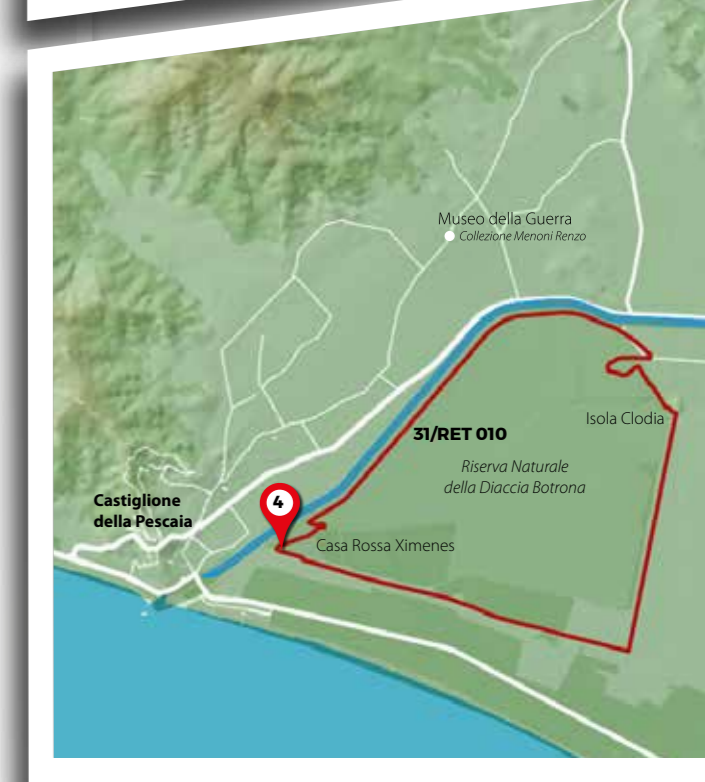 Museo della Guerra
Collezione Menoni Renzo
Isola Clodia
31/RET 010
Riserva Naturale
della Diaccia Botrona
Castiglione
della Pescaia
4
Casa Rossa Ximenes